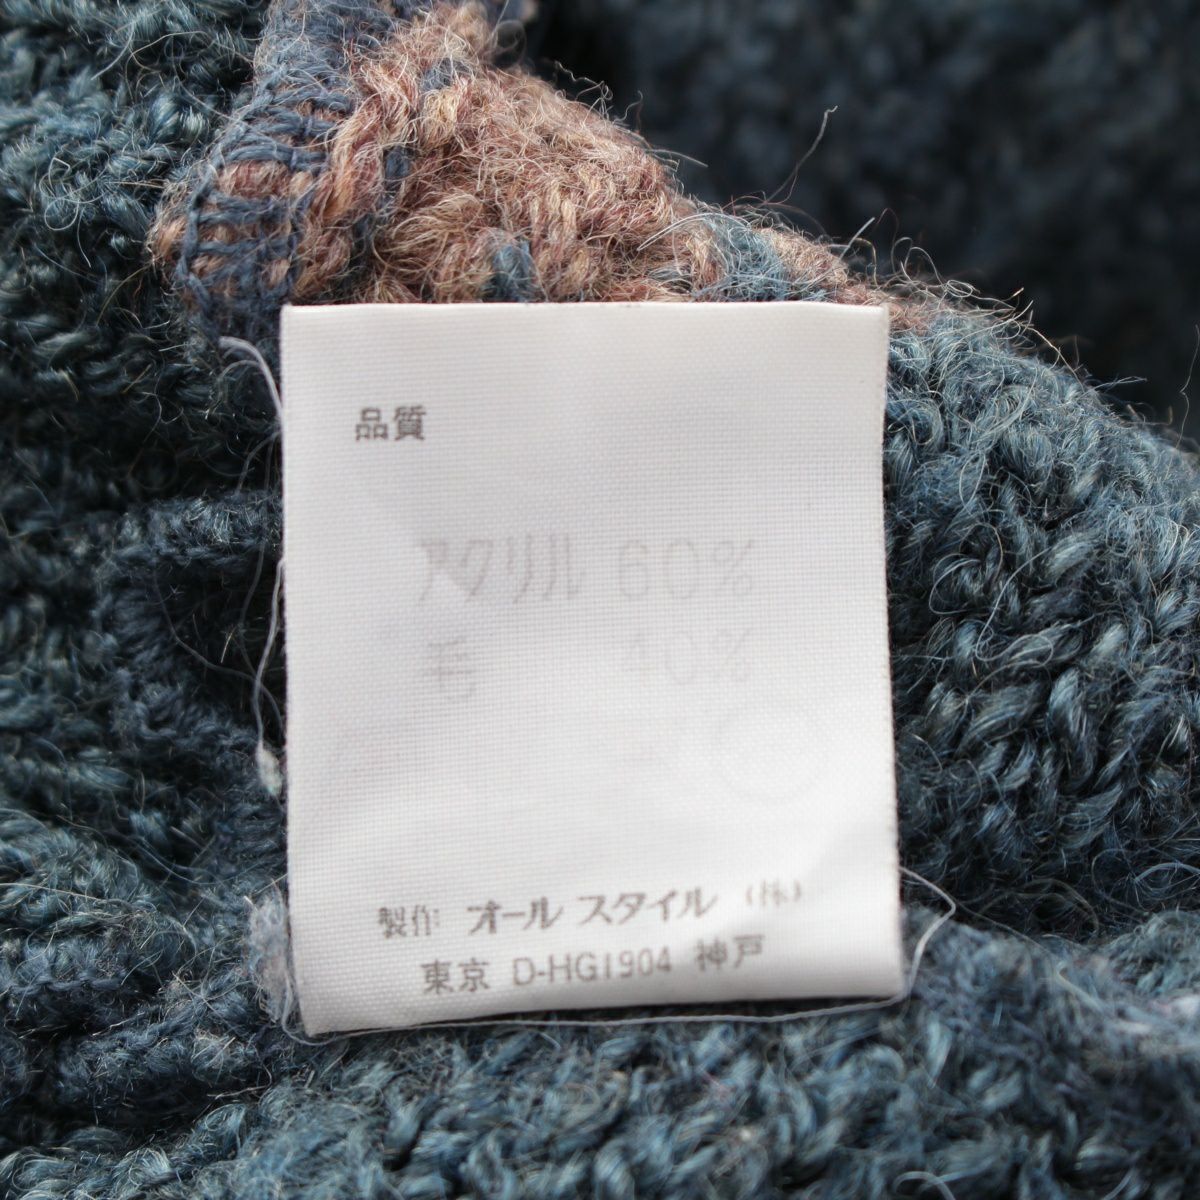 品質
アクリル 60%
毛 40%
製作 オール スタイル (株)
東京 D-HG1904 神戸